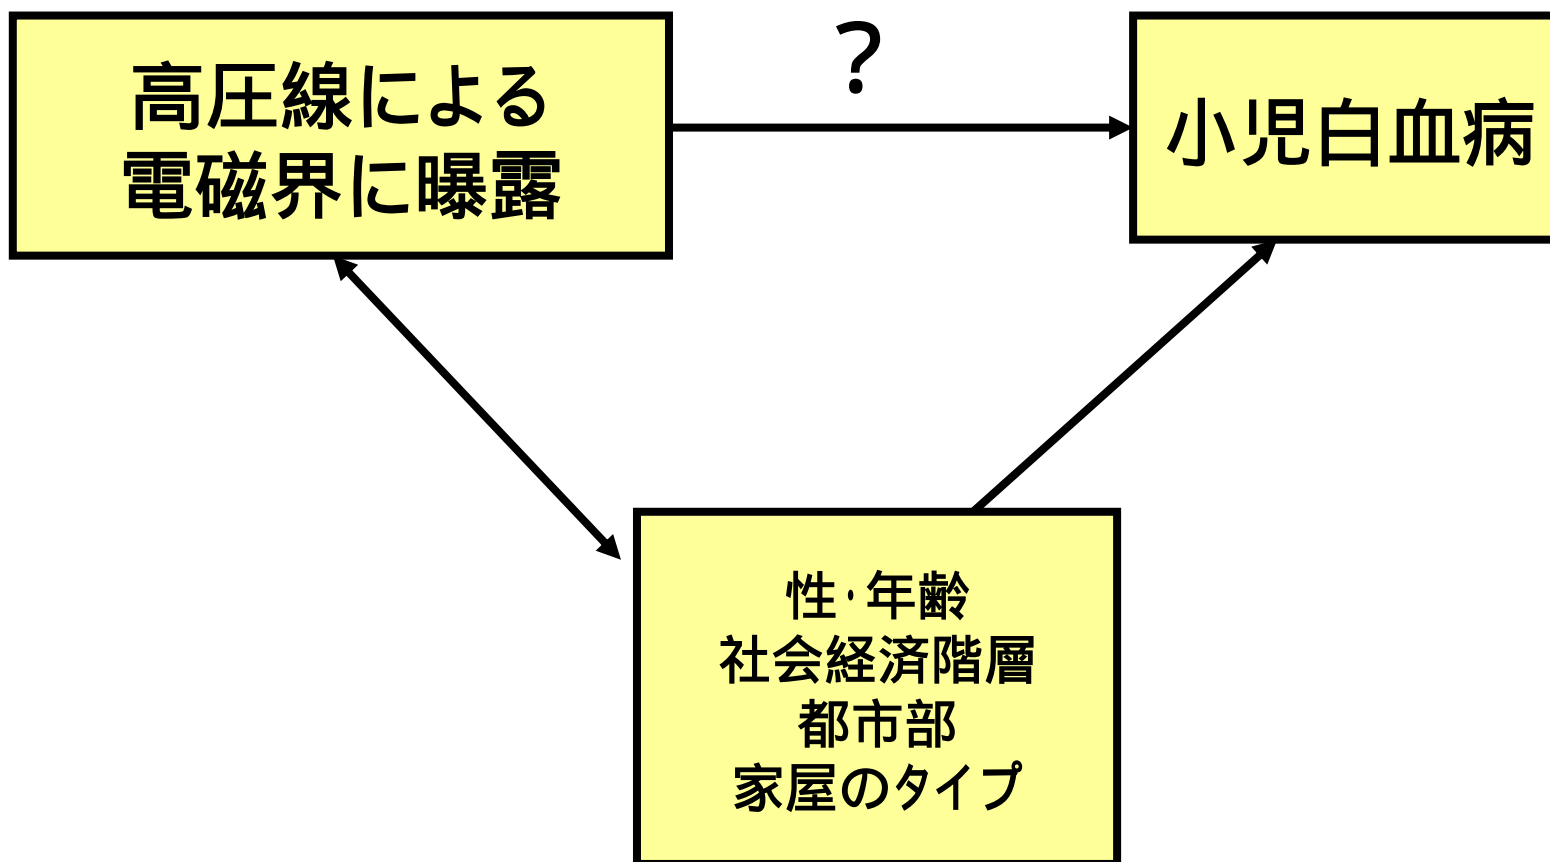 高圧線による
電磁界に曝露
?
小児白血病
性・年齢
社会経済階層
都市部
家屋のタイプ